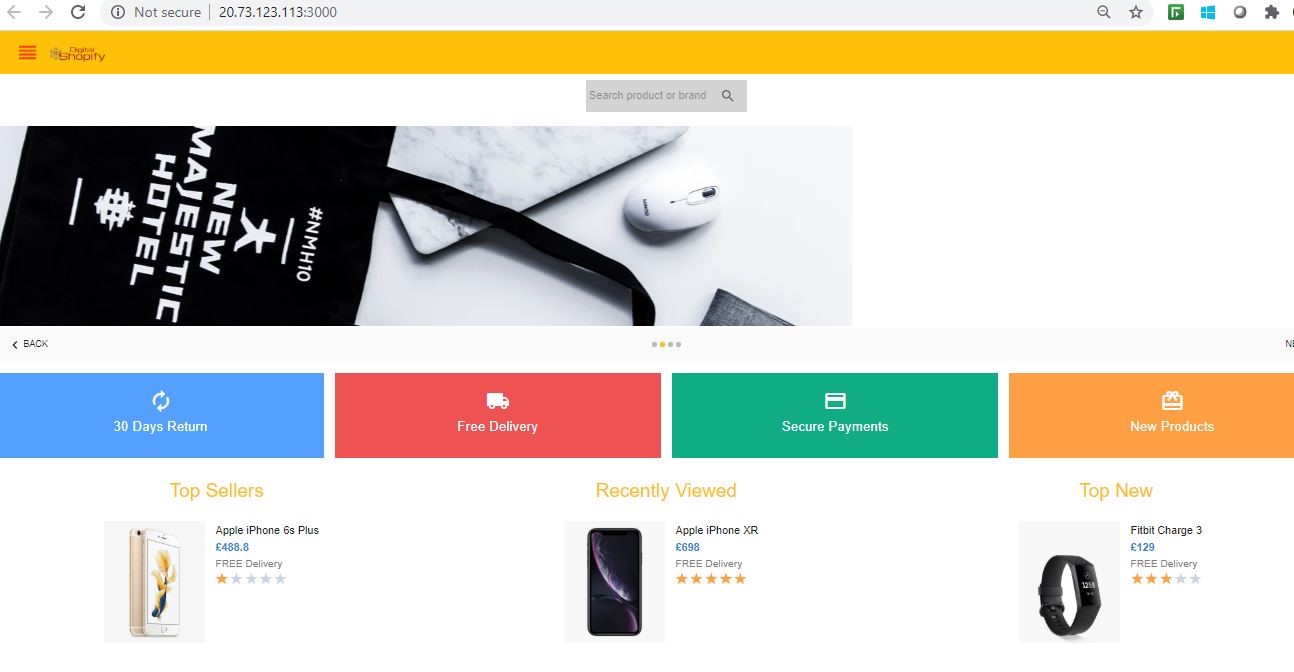 Not secure | 20.73.123.113:3000
Digital
Shopify
Search product or brand
#NMH10
NEW
MAJESTIC
HOTEL
BACK
NE
30 Days Return
Free Delivery
Secure Payments
New Products
Top Sellers
Recently Viewed
Top New
Apple iPhone 6s Plus
£488.8
FREE Delivery
Apple iPhone XR
£698
FREE Delivery
Fitbit Charge 3
£129
FREE Delivery